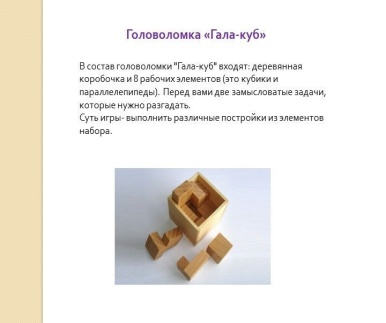 Головоломка «Гала-куб»
В состав головоломки "Гала-куб" входят: деревянная
коробочка и 8 рабочих элементов (это кубики и
параллелепипеды). Перед вами две замысловатые задачи,
которые нужно разгадать.
Суть игры- выполнить различные постройки из элементов
набора.